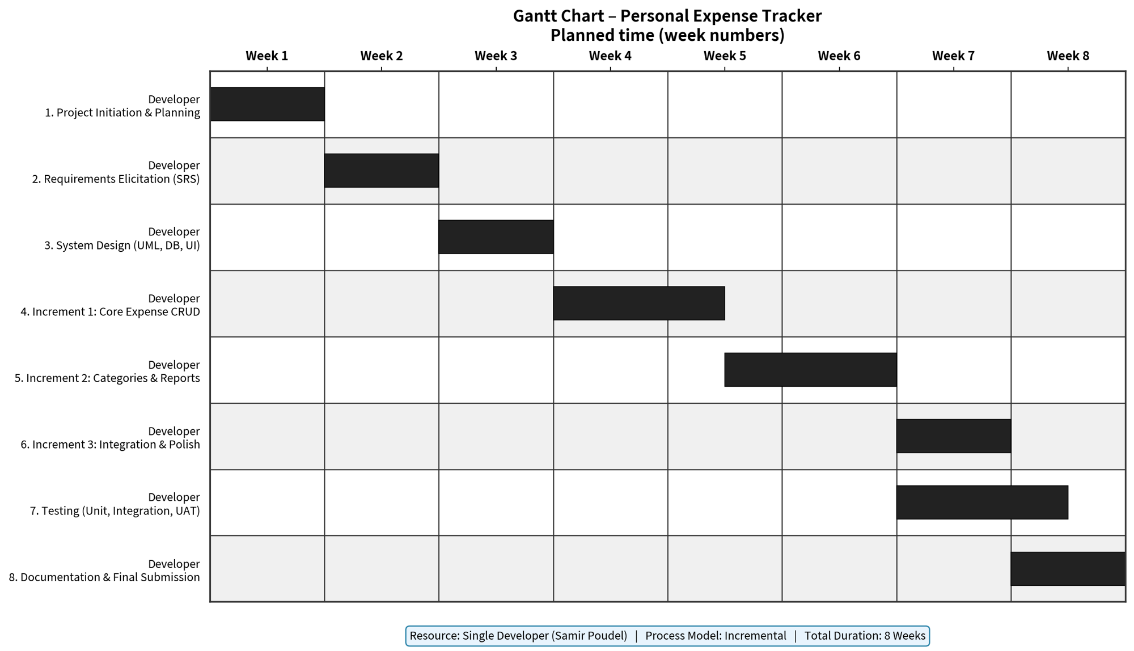 Gantt Chart – Personal Expense Tracker
Planned time (week numbers)
Week 1 Week 2 Week 3 Week 4 Week 5 Week 6 Week 7 Week 8
Developer
1. Project Initiation & Planning
Developer
2. Requirements Elicitation (SRS)
Developer
3. System Design (UML, DB, UI)
Developer
4. Increment 1: Core Expense CRUD
Developer
5. Increment 2: Categories & Reports
Developer
6. Increment 3: Integration & Polish
Developer
7. Testing (Unit, Integration, UAT)
Developer
8. Documentation & Final Submission
Resource: Single Developer (Samir Poudel) | Process Model: Incremental | Total Duration: 8 Weeks